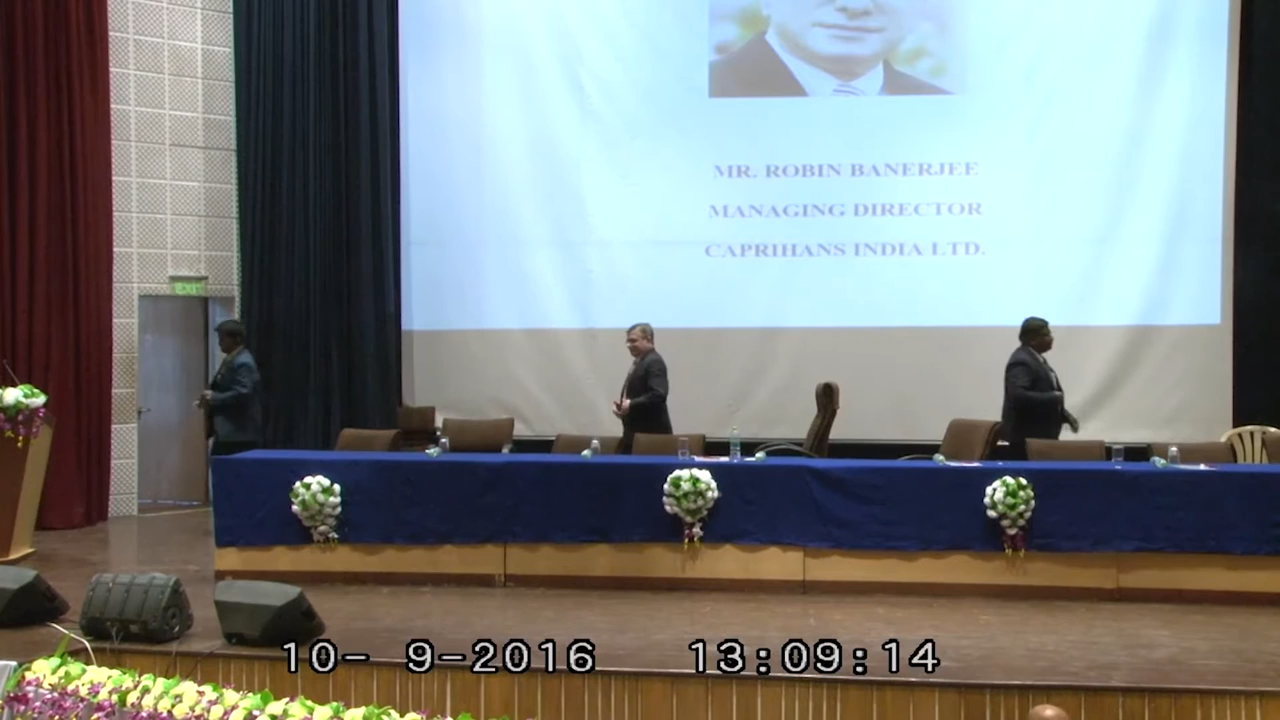 MR. ROBIN BANERJEE
MANAGING DIRECTOR
CAPRIHANS INDIA LTD.
EXIT
10- 9-2016 13:09:14